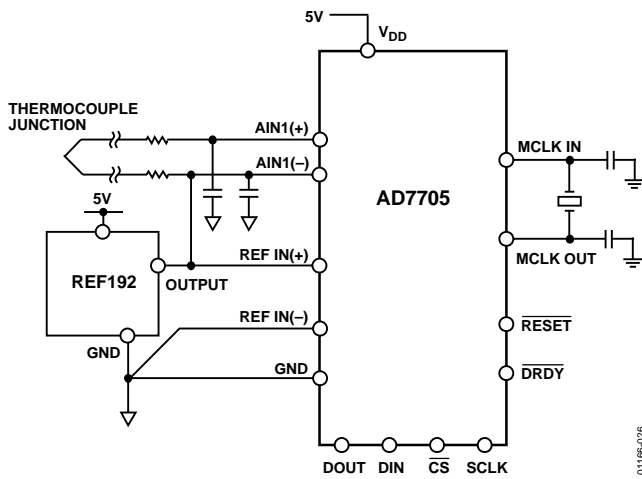 5V
V_DD
THERMOCOUPLE
JUNCTION
AIN1(+)
AIN1(–)
MCLK IN
AD7705
5V
REF192
OUTPUT
REF IN(+)
MCLK OUT
REF IN(–)
RESET
GND
GND
DRDY
DOUT DIN CS SCLK
01166-026